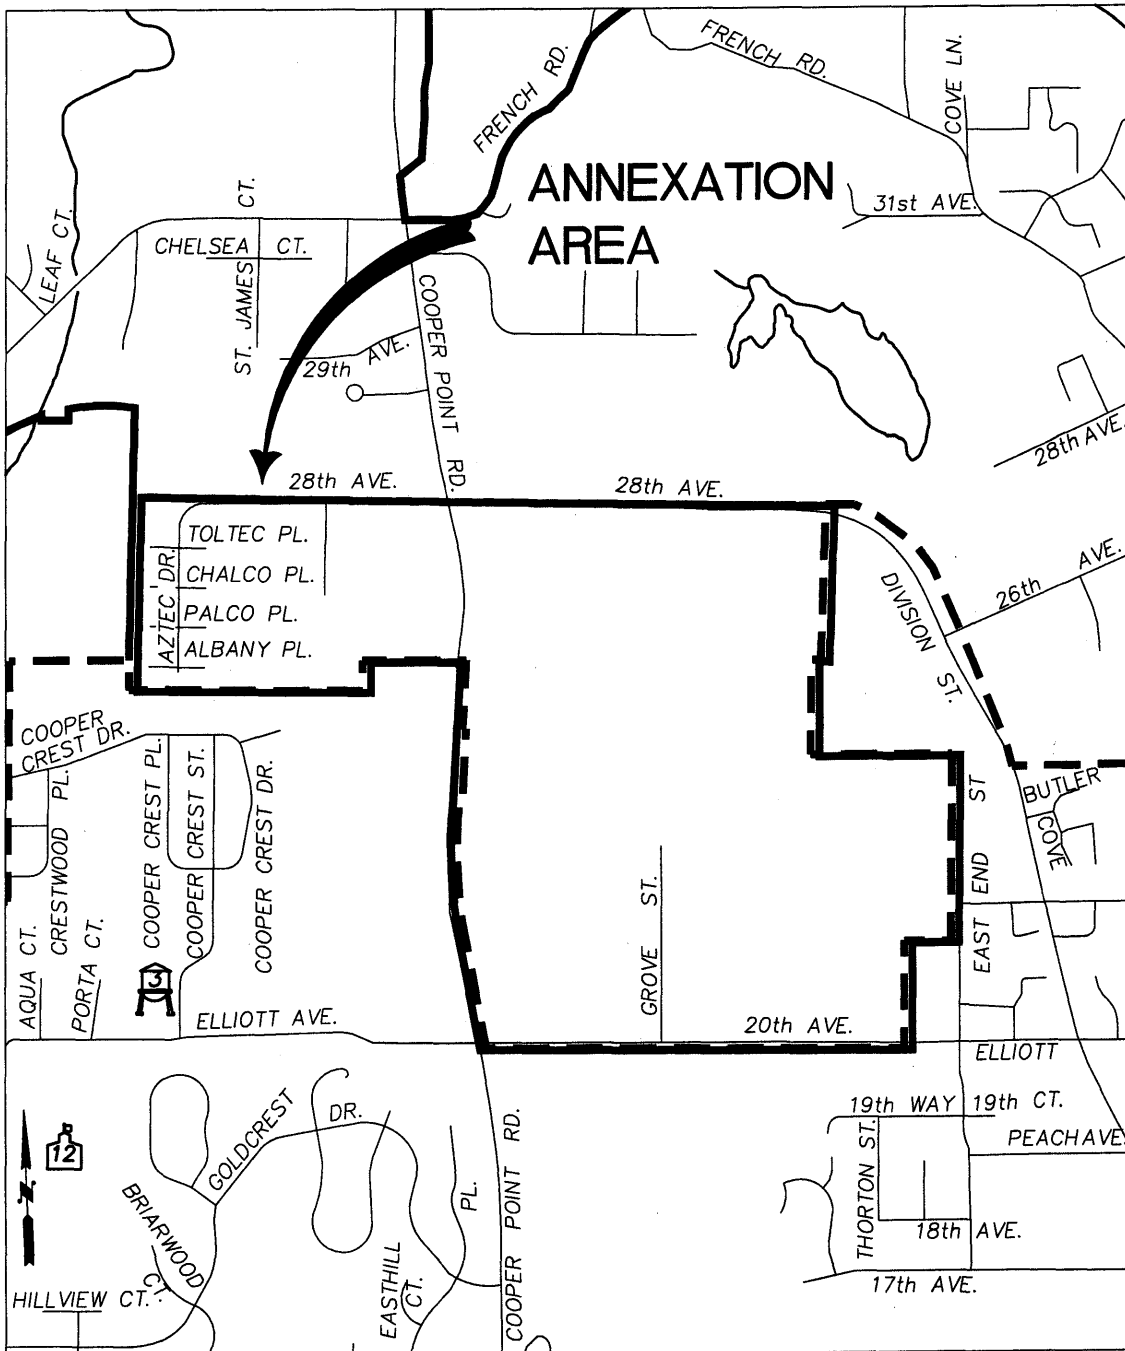 FRENCH RD.
FRENCH RD.
COVE LN.
ANNEXATION
AREA
31st AVE.
LEAF CT.
CHELSEA CT.
ST. JAMES CT.
COOPER POINT RD.
29th AVE.
28th AVE.
28th AVE.
28th AVE.
TOLTEC PL.
CHALCO PL.
PALCO PL.
ALBANY PL.
AZTEC DR.
DIVISION ST.
26th AVE.
COOPER
CREST DR.
CRESTWOOD PL.
COOPER CREST PL.
COOPER CREST ST.
COOPER CREST DR.
BUTLER
COVE
EAST END ST
GROVE ST.
AQUA CT.
PORTA CT.
3
ELLIOTT AVE.
20th AVE.
ELLIOTT
12
N
GOLDCREST DR.
BRIARWOOD CT.
HILLVIEW CT.
EASTHILL
CT.
PL.
COOPER POINT RD.
19th WAY
19th CT.
PEACH AVE.
THORTON ST.
18th AVE.
17th AVE.